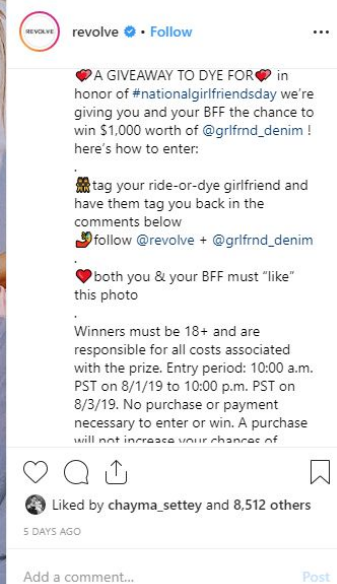 REVOLVE
revolve • Follow
❤️A GIVEAWAY TO DYE FOR❤️ in
honor of #nationalgirlfriendsday we're
giving you and your BFF the chance to
win $1,000 worth of @grlfrnd_denim !
here's how to enter:
.
👯tag your ride-or-dye girlfriend and
have them tag you back in the
comments below
follow @revolve + @grlfrnd_denim
.
❤️both you & your BFF must "like"
this photo
.
Winners must be 18+ and are
responsible for all costs associated
with the prize. Entry period: 10:00 a.m.
PST on 8/1/19 to 10:00 p.m. PST on
8/3/19. No purchase or payment
necessary to enter or win. A purchase
will not increase your chances of
Liked by chayma_settey and 8,512 others
5 DAYS AGO
Add a comment...
Post